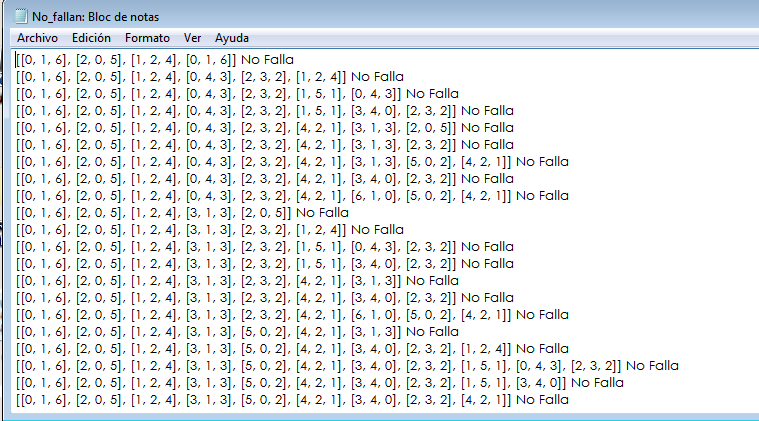 No_fallan: Bloc de notas
Archivo Edición Formato Ver Ayuda
[[0, 1, 6], [2, 0, 5], [1, 2, 4], [0, 1, 6]] No Falla
[[0, 1, 6], [2, 0, 5], [1, 2, 4], [0, 4, 3], [2, 3, 2], [1, 2, 4]] No Falla
[[0, 1, 6], [2, 0, 5], [1, 2, 4], [0, 4, 3], [2, 3, 2], [1, 5, 1], [0, 4, 3]] No Falla
[[0, 1, 6], [2, 0, 5], [1, 2, 4], [0, 4, 3], [2, 3, 2], [1, 5, 1], [3, 4, 0], [2, 3, 2]] No Falla
[[0, 1, 6], [2, 0, 5], [1, 2, 4], [0, 4, 3], [2, 3, 2], [4, 2, 1], [3, 1, 3], [2, 0, 5]] No Falla
[[0, 1, 6], [2, 0, 5], [1, 2, 4], [0, 4, 3], [2, 3, 2], [4, 2, 1], [3, 1, 3], [2, 3, 2]] No Falla
[[0, 1, 6], [2, 0, 5], [1, 2, 4], [0, 4, 3], [2, 3, 2], [4, 2, 1], [3, 1, 3], [5, 0, 2], [4, 2, 1]] No Falla
[[0, 1, 6], [2, 0, 5], [1, 2, 4], [0, 4, 3], [2, 3, 2], [4, 2, 1], [3, 4, 0], [2, 3, 2]] No Falla
[[0, 1, 6], [2, 0, 5], [1, 2, 4], [0, 4, 3], [2, 3, 2], [4, 2, 1], [6, 1, 0], [5, 0, 2], [4, 2, 1]] No Falla
[[0, 1, 6], [2, 0, 5], [1, 2, 4], [3, 1, 3], [2, 0, 5]] No Falla
[[0, 1, 6], [2, 0, 5], [1, 2, 4], [3, 1, 3], [2, 3, 2], [1, 2, 4]] No Falla
[[0, 1, 6], [2, 0, 5], [1, 2, 4], [3, 1, 3], [2, 3, 2], [1, 5, 1], [0, 4, 3], [2, 3, 2]] No Falla
[[0, 1, 6], [2, 0, 5], [1, 2, 4], [3, 1, 3], [2, 3, 2], [1, 5, 1], [3, 4, 0], [2, 3, 2]] No Falla
[[0, 1, 6], [2, 0, 5], [1, 2, 4], [3, 1, 3], [2, 3, 2], [4, 2, 1], [3, 1, 3]] No Falla
[[0, 1, 6], [2, 0, 5], [1, 2, 4], [3, 1, 3], [2, 3, 2], [4, 2, 1], [3, 4, 0], [2, 3, 2]] No Falla
[[0, 1, 6], [2, 0, 5], [1, 2, 4], [3, 1, 3], [2, 3, 2], [4, 2, 1], [6, 1, 0], [5, 0, 2], [4, 2, 1]] No Falla
[[0, 1, 6], [2, 0, 5], [1, 2, 4], [3, 1, 3], [5, 0, 2], [4, 2, 1], [3, 1, 3]] No Falla
[[0, 1, 6], [2, 0, 5], [1, 2, 4], [3, 1, 3], [5, 0, 2], [4, 2, 1], [3, 4, 0], [2, 3, 2], [1, 2, 4]] No Falla
[[0, 1, 6], [2, 0, 5], [1, 2, 4], [3, 1, 3], [5, 0, 2], [4, 2, 1], [3, 4, 0], [2, 3, 2], [1, 5, 1], [0, 4, 3], [2, 3, 2]] No Falla
[[0, 1, 6], [2, 0, 5], [1, 2, 4], [3, 1, 3], [5, 0, 2], [4, 2, 1], [3, 4, 0], [2, 3, 2], [1, 5, 1], [3, 4, 0]] No Falla
[[0, 1, 6], [2, 0, 5], [1, 2, 4], [3, 1, 3], [5, 0, 2], [4, 2, 1], [3, 4, 0], [2, 3, 2], [4, 2, 1]] No Falla